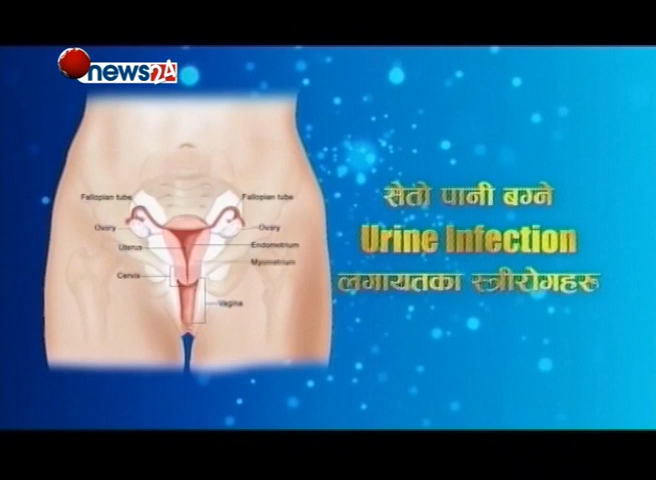 news24
सेतो पानी बग्ने
Urine Infection
लगायतका स्त्रीरोगहरु
Fallopian tube
Fallopian tube
Ovary
Ovary
Uterus
Endometrium
Myometrium
Cervix
Vagina